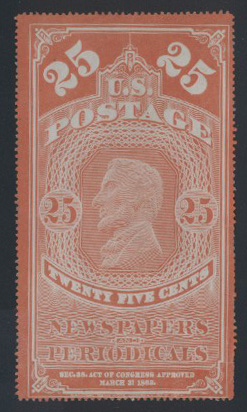 25 25
U.S.
POSTAGE
25 25
TWENTY FIVE CENTS
NEWSPAPERS
AND
PERIODICALS
SEC. 38. ACT OF CONGRESS APPROVED
MARCH 3D 1863.